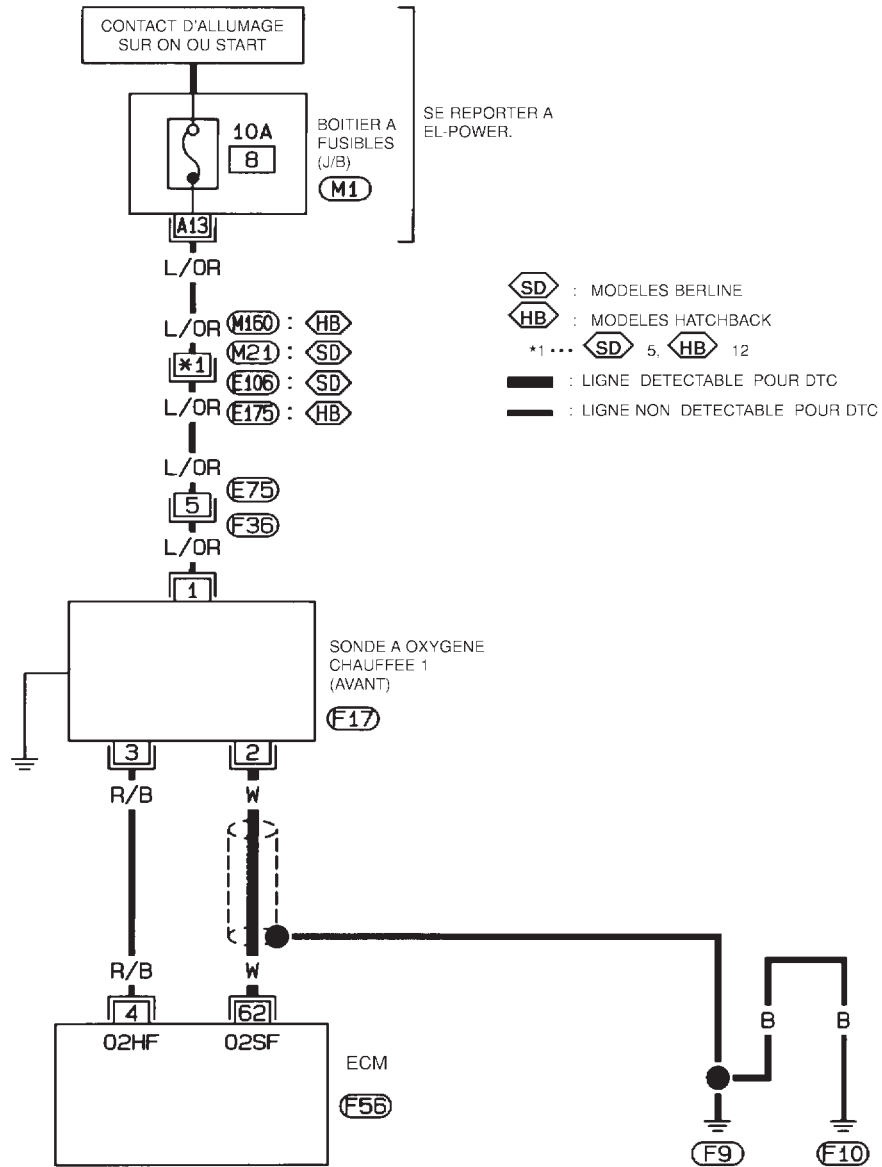 CONTACT D'ALLUMAGE
SUR ON OU START
SE REPORTER A
EL-POWER.
10A
8
BOITIER A
FUSIBLES
(J/B)
M1
A13
L/OR
L/OR
*1
L/OR
M160 : HB
M21 : SD
E106 : SD
E175 : HB
SD : MODELES BERLINE
HB : MODELES HATCHBACK
*1 ••• SD 5, HB 12
: LIGNE DETECTABLE POUR DTC
: LIGNE NON DETECTABLE POUR DTC
L/OR
5
E75
F36
L/OR
1
SONDE A OXYGENE
CHAUFFEE 1
(AVANT)
F17
3 2
R/B W
R/B W
4 62
O2HF O2SF
ECM
F56
B B
F9 F10